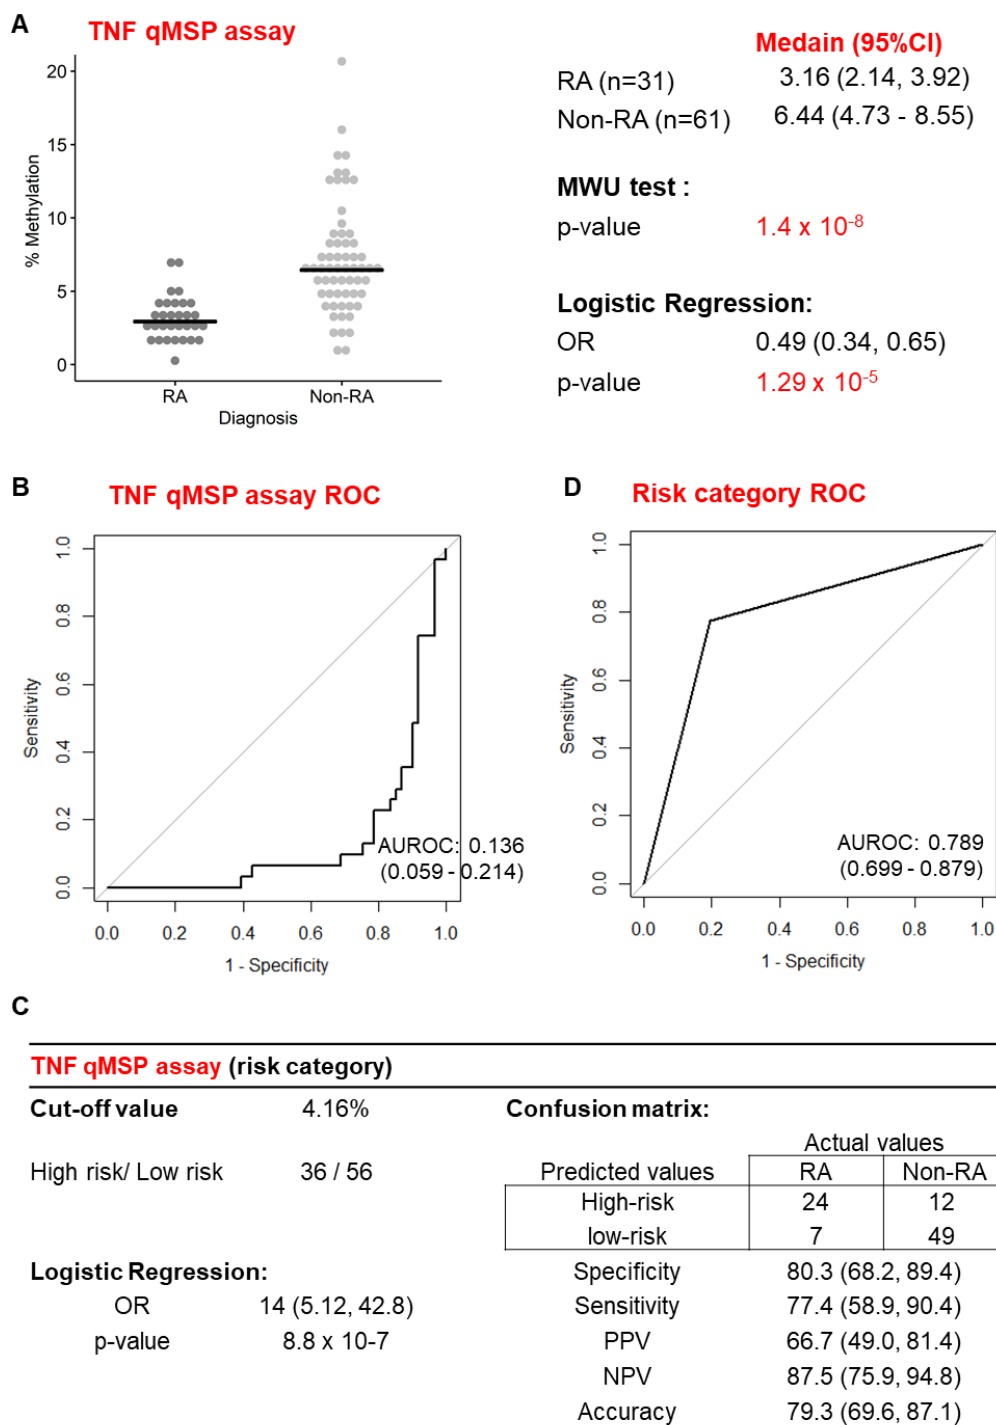 A
TNF qMSP assay
20
15
10
5
0
% Methylation
RA
Non-RA
Diagnosis
Medain (95%CI)
RA (n=31) 3.16 (2.14, 3.92)
Non-RA (n=61) 6.44 (4.73 - 8.55)
MWU test :
p-value 1.4 x 10-8
Logistic Regression:
OR 0.49 (0.34, 0.65)
p-value 1.29 x 10-5
B
TNF qMSP assay ROC
1.0
0.8
0.6
0.4
0.2
0.0
Sensitivity
AUROC: 0.136
(0.059 - 0.214)
0.0 0.2 0.4 0.6 0.8 1.0
1 - Specificity
D
Risk category ROC
1.0
0.8
0.6
0.4
0.2
0.0
Sensitivity
AUROC: 0.789
(0.699 - 0.879)
0.0 0.2 0.4 0.6 0.8 1.0
1 - Specificity
C
TNF qMSP assay (risk category)
Cut-off value 4.16%
High risk/ Low risk 36 / 56
Logistic Regression:
OR 14 (5.12, 42.8)
p-value 8.8 x 10-7
Confusion matrix:
Actual values
Predicted values RA Non-RA
High-risk 24 12
low-risk 7 49
Specificity 80.3 (68.2, 89.4)
Sensitivity 77.4 (58.9, 90.4)
PPV 66.7 (49.0, 81.4)
NPV 87.5 (75.9, 94.8)
Accuracy 79.3 (69.6, 87.1)